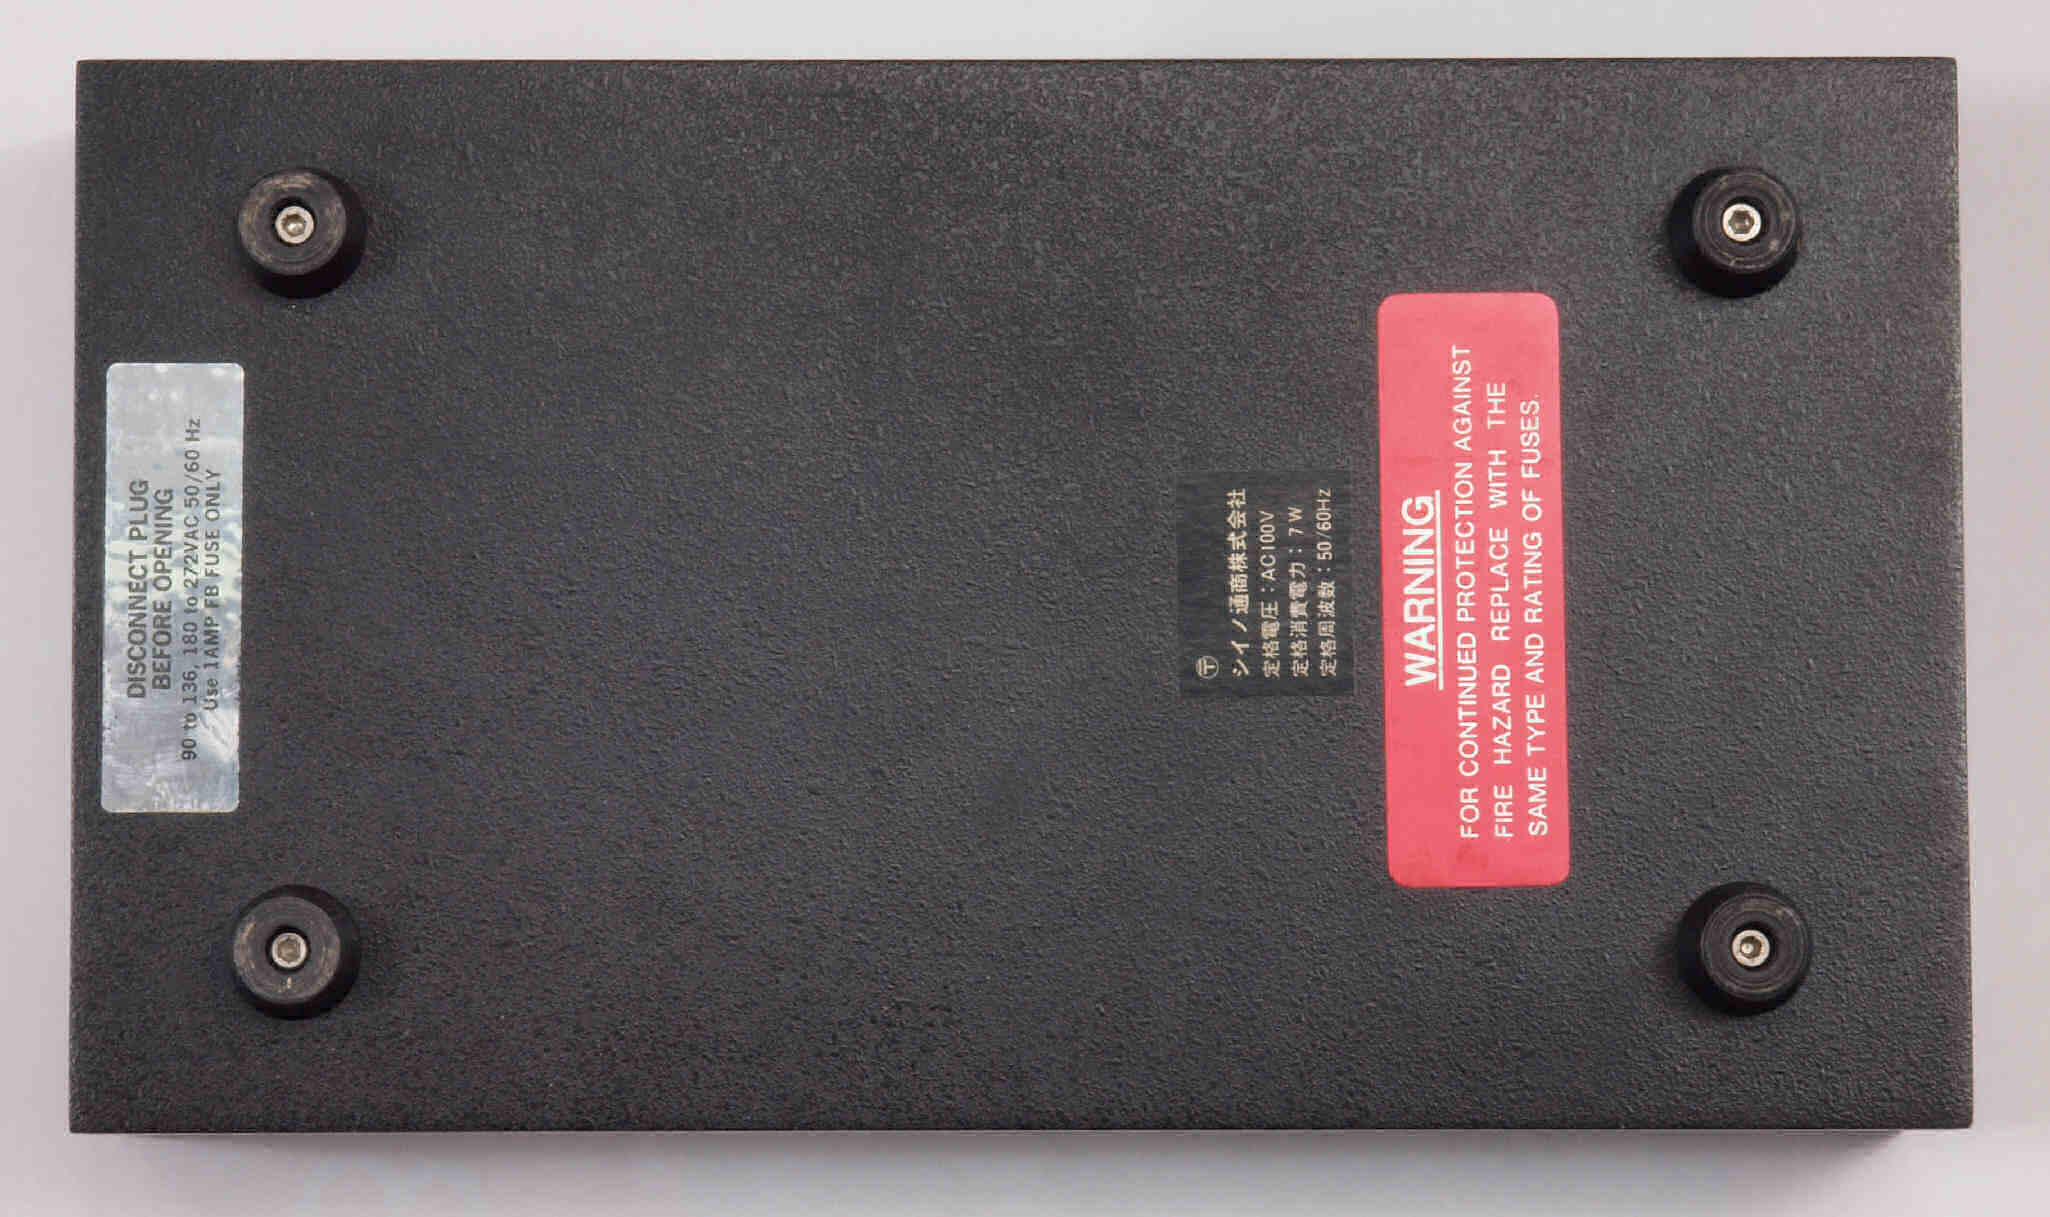 DISCONNECT PLUG
BEFORE OPENING
90 to 136, 180 to 272VAC 50/60 Hz
Use 1AMP FB FUSE ONLY
〶
シイノ通商株式会社
定格電圧：AC100V
定格消費電力：7W
定格周波数：50/60Hz
WARNING
FOR CONTINUED PROTECTION AGAINST
FIRE HAZARD REPLACE WITH THE
SAME TYPE AND RATING OF FUSES.